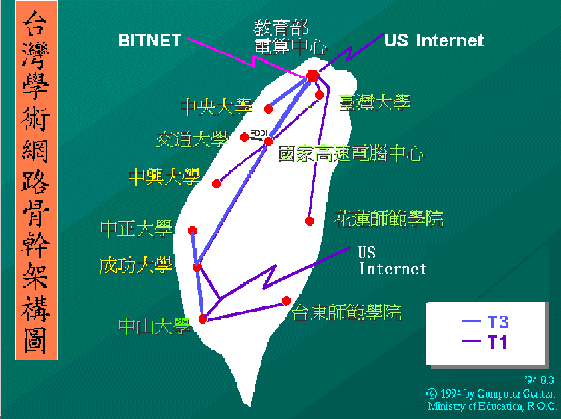 台灣學術網路骨幹架構圖
BITNET
教育部
電算中心
US Internet
中央大學
臺灣大學
交通大學
FDDI
國家高速電腦中心
中興大學
中正大學
花蓮師範學院
成功大學
US
Internet
中山大學
台東師範學院
T3
T1
'94 8.3
© 1994 by Computer Center,
Ministry of Education, R.O.C.